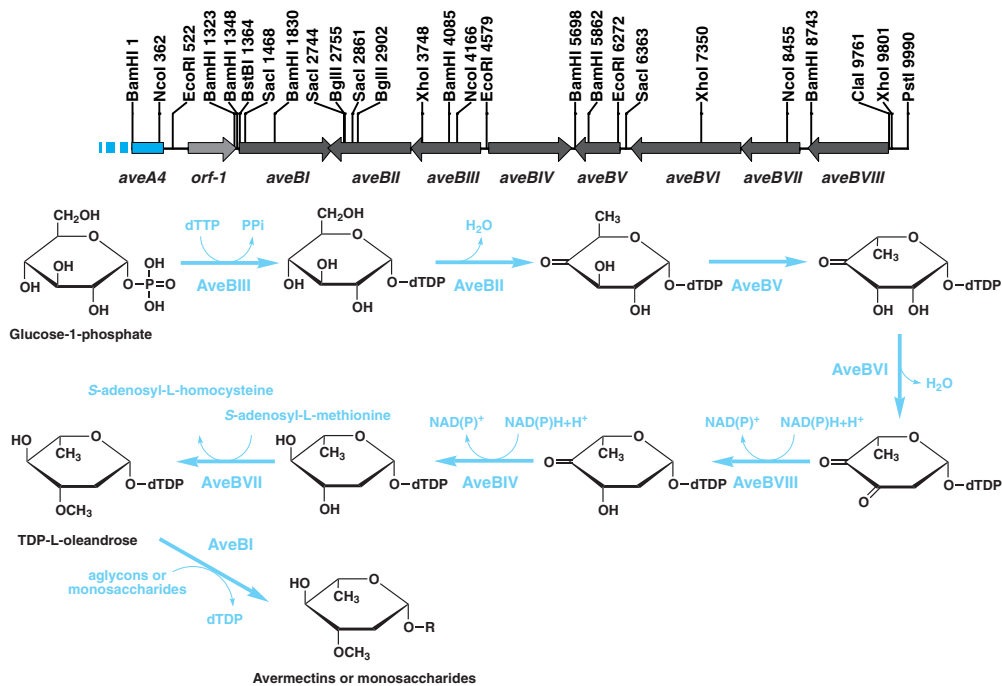 BamHI 1
NcoI 362
EcoRI 522
BamHI 1323
BamHI 1348
BstBI 1364
SacI 1468
BamHI 1830
SacI 2744
BglII 2755
SacI 2861
BglII 2902
XhoI 3748
BamHI 4085
NcoI 4166
EcoRI 4579
BamHI 5698
BamHI 5862
EcoRI 6272
SacI 6363
XhoI 7350
NcoI 8455
BamHI 8743
ClaI 9761
XhoI 9801
PstI 9990
aveA4 orf-1 aveBI aveBII aveBIII aveBIV aveBV aveBVI aveBVII aveBVIII
CH₂OH
O
OH
OH
OH
O
OH
P
O
OH
Glucose-1-phosphate
dTTP PPi
AveBIII
CH₂OH
O
OH
OH
OH
O–dTDP
H₂O
AveBII
CH₃
O
O
OH
OH
O–dTDP
AveBV
O
O
CH₃
OH OH
O–dTDP
AveBVI
H₂O
O
CH₃
O
O
O–dTDP
NAD(P)⁺ NAD(P)H+H⁺
AveBVIII
O
O
CH₃
OH
O–dTDP
NAD(P)⁺ NAD(P)H+H⁺
AveBIV
HO
O
CH₃
OH
O–dTDP
S-adenosyl-L-homocysteine
S-adenosyl-L-methionine
AveBVII
HO
O
CH₃
OCH₃
O–dTDP
TDP-L-oleandrose
AveBI
aglycons or
monosaccharides
dTDP
HO
O
CH₃
OCH₃
O–R
Avermectins or monosaccharides